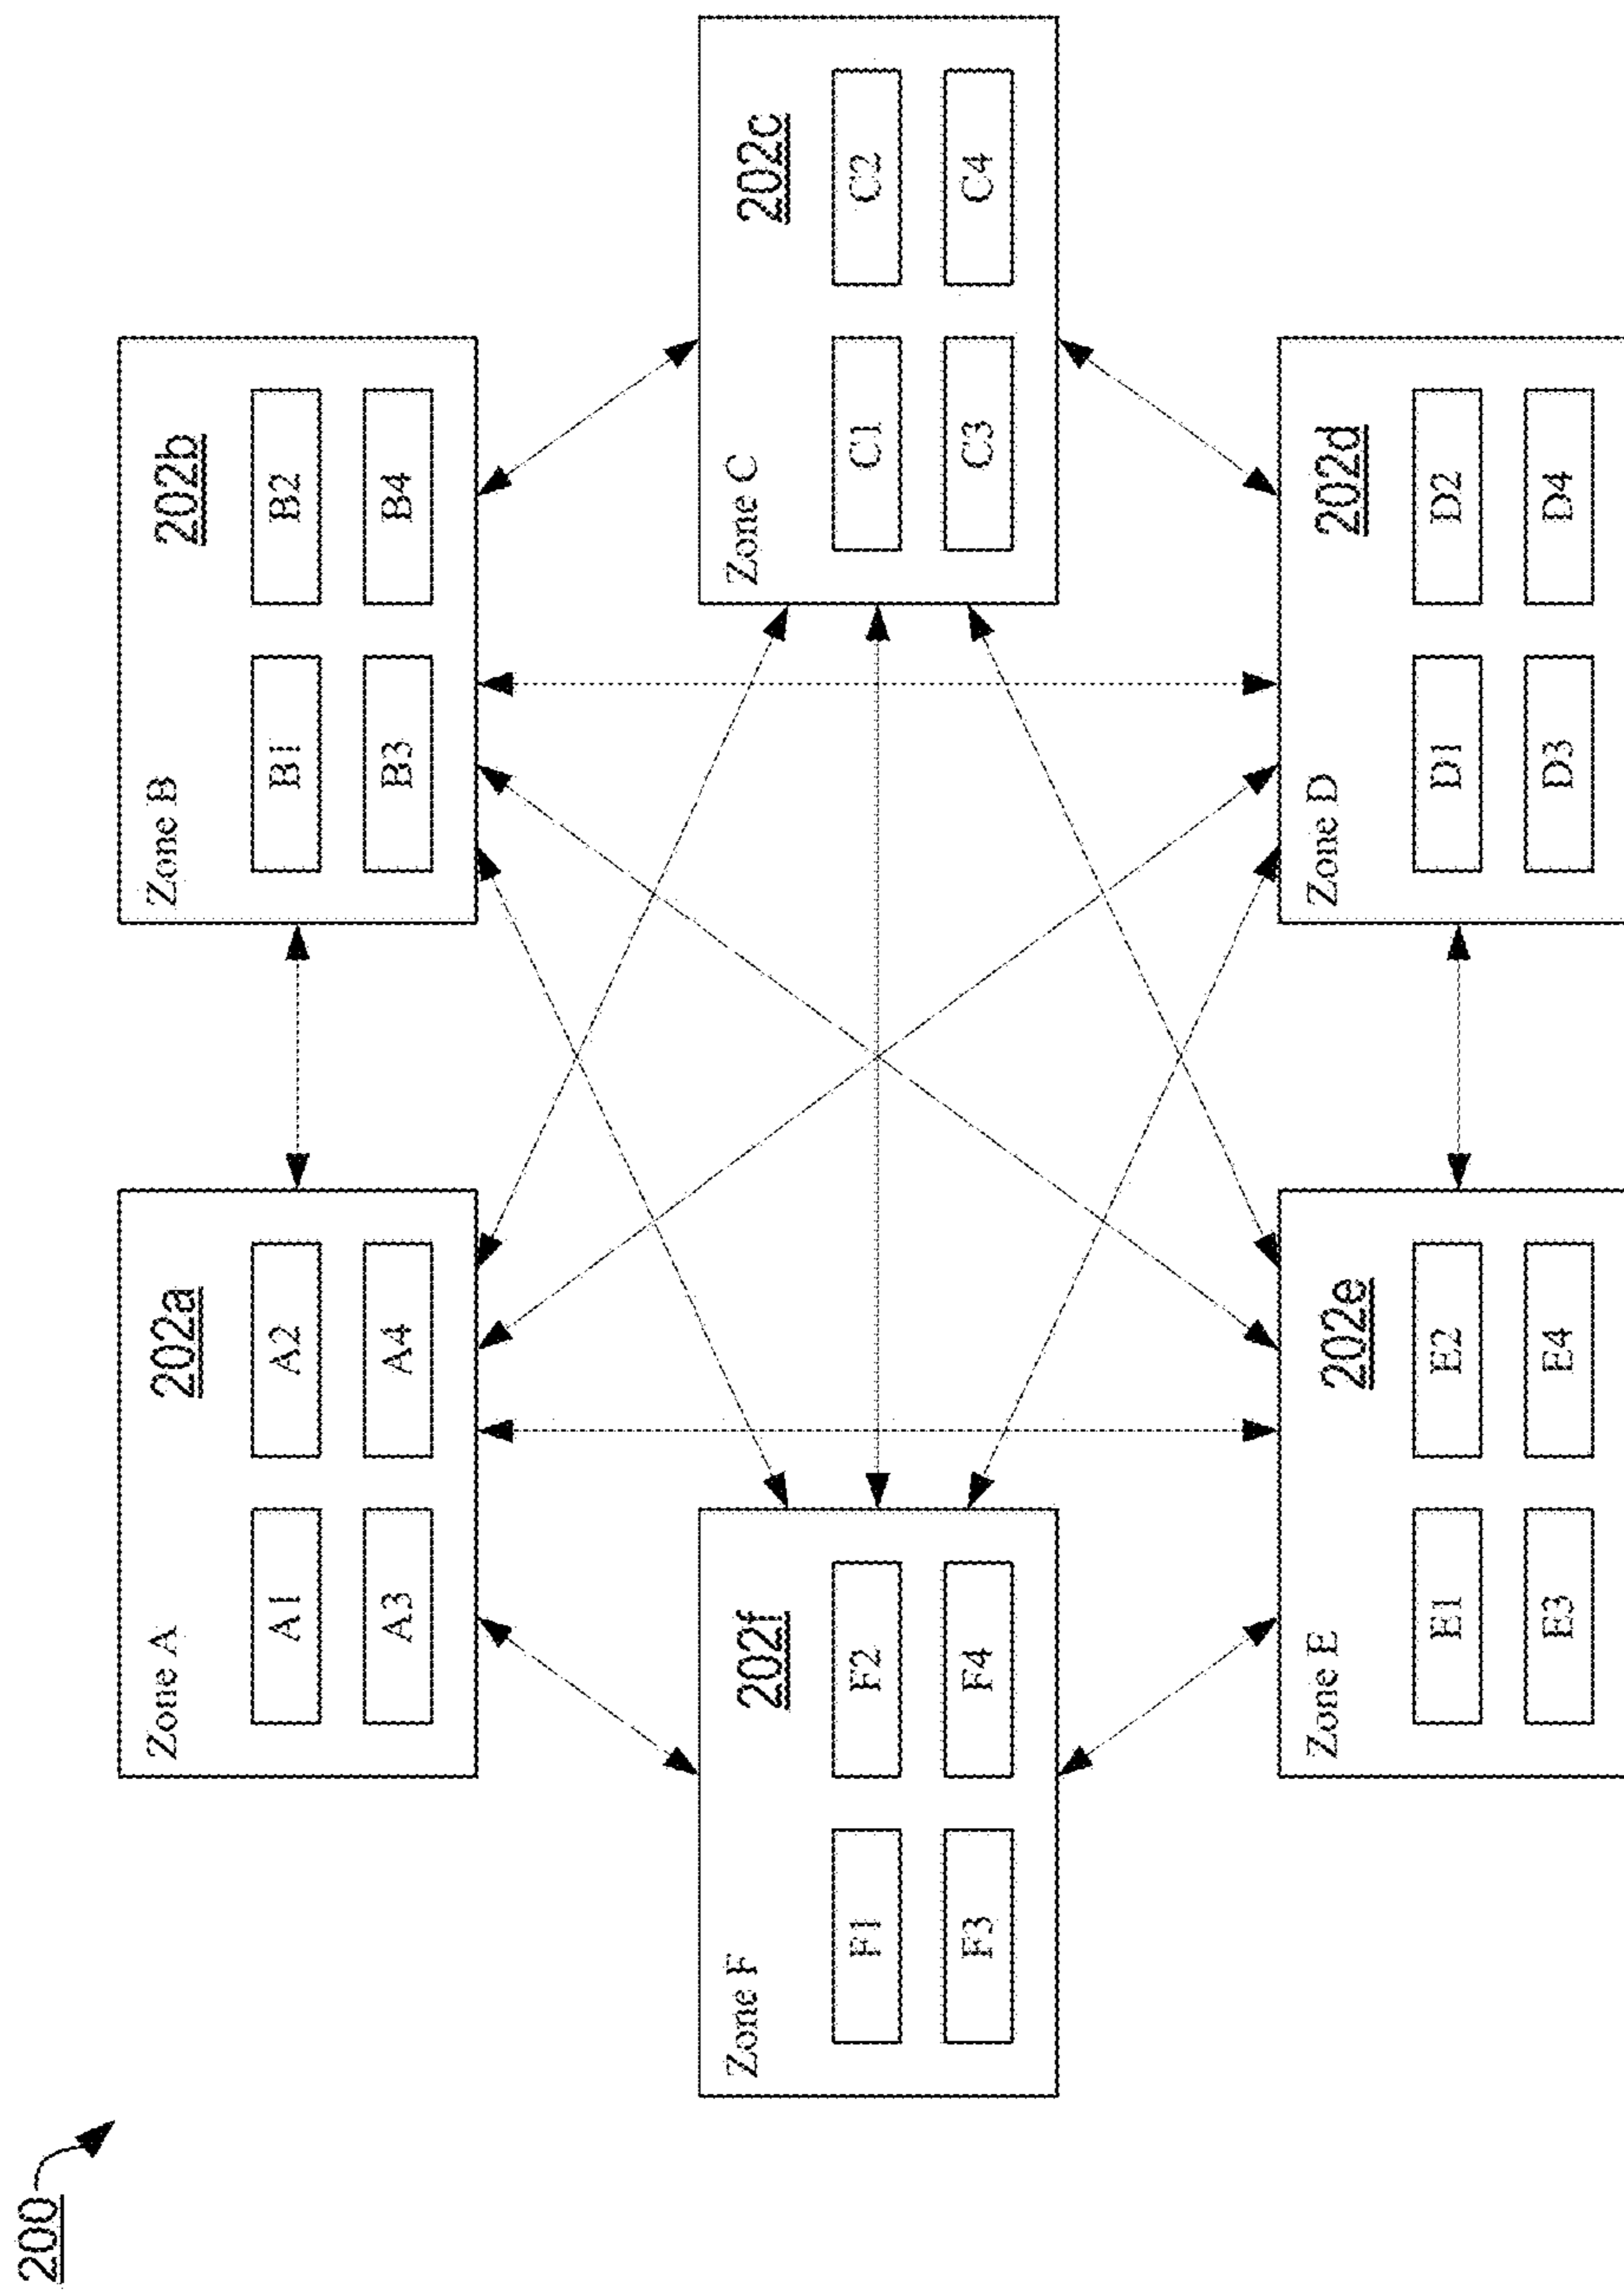 200
Zone A 202a
A1 A2
A3 A4
Zone B 202b
B1 B2
B3 B4
Zone F 202f
F1 F2
F3 F4
Zone C 202c
C1 C2
C3 C4
Zone E 202e
E1 E2
E3 E4
Zone D 202d
D1 D2
D3 D4